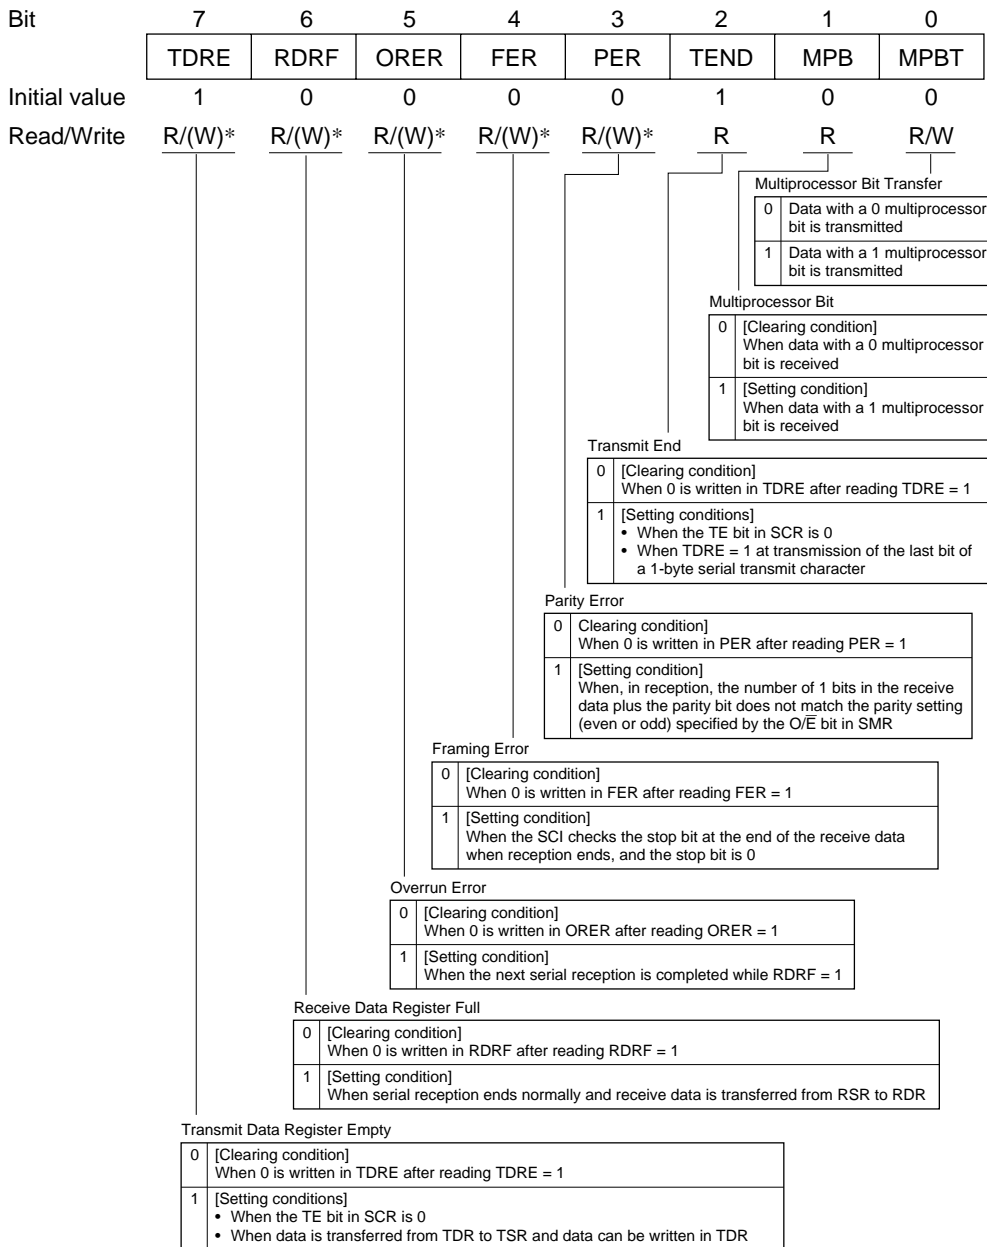 Bit 7 6 5 4 3 2 1 0
TDRE RDRF ORER FER PER TEND MPB MPBT
Initial value 1 0 0 0 0 1 0 0
Read/Write R/(W)* R/(W)* R/(W)* R/(W)* R/(W)* R R R/W
Multiprocessor Bit Transfer
0 Data with a 0 multiprocessor
bit is transmitted
1 Data with a 1 multiprocessor
bit is transmitted
Multiprocessor Bit
0 [Clearing condition]
When data with a 0 multiprocessor
bit is received
1 [Setting condition]
When data with a 1 multiprocessor
bit is received
Transmit End
0 [Clearing condition]
When 0 is written in TDRE after reading TDRE = 1
1 [Setting conditions]
• When the TE bit in SCR is 0
• When TDRE = 1 at transmission of the last bit of
a 1-byte serial transmit character
Parity Error
0 Clearing condition]
When 0 is written in PER after reading PER = 1
1 [Setting condition]
When, in reception, the number of 1 bits in the receive
data plus the parity bit does not match the parity setting
(even or odd) specified by the O/E̅ bit in SMR
Framing Error
0 [Clearing condition]
When 0 is written in FER after reading FER = 1
1 [Setting condition]
When the SCI checks the stop bit at the end of the receive data
when reception ends, and the stop bit is 0
Overrun Error
0 [Clearing condition]
When 0 is written in ORER after reading ORER = 1
1 [Setting condition]
When the next serial reception is completed while RDRF = 1
Receive Data Register Full
0 [Clearing condition]
When 0 is written in RDRF after reading RDRF = 1
1 [Setting condition]
When serial reception ends normally and receive data is transferred from RSR to RDR
Transmit Data Register Empty
0 [Clearing condition]
When 0 is written in TDRE after reading TDRE = 1
1 [Setting conditions]
• When the TE bit in SCR is 0
• When data is transferred from TDR to TSR and data can be written in TDR